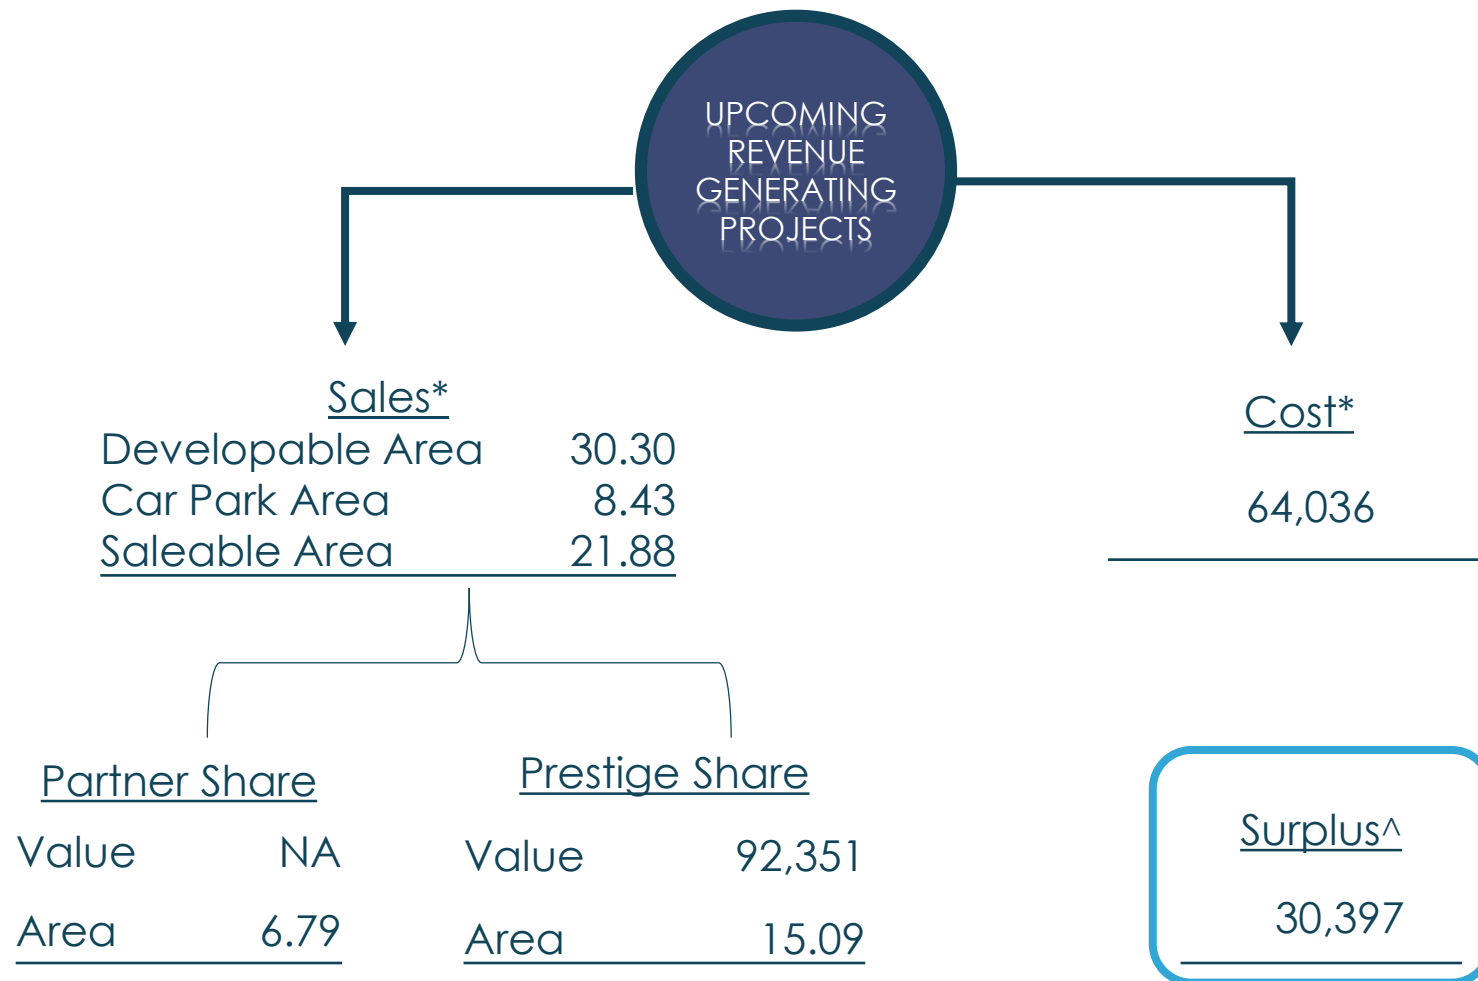 UPCOMING
REVENUE
GENERATING
PROJECTS
Sales*
Developable Area 30.30
Car Park Area 8.43
Saleable Area 21.88
Cost*
64,036
Partner Share
Value NA
Area 6.79
Prestige Share
Value 92,351
Area 15.09
Surplus^
30,397